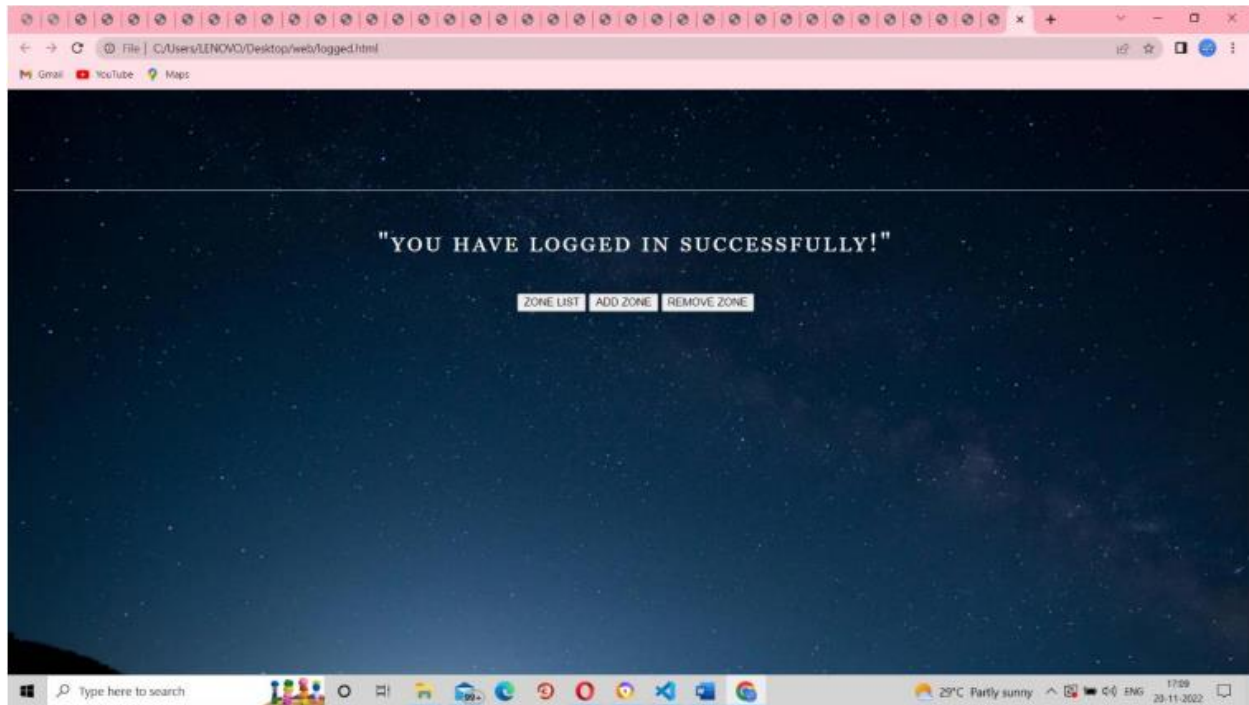 File | C:/Users/LENOVO/Desktop/web/logged.html
Gmail YouTube Maps
"YOU HAVE LOGGED IN SUCCESSFULLY!"
ZONE LIST ADD ZONE REMOVE ZONE
Type here to search
99+
29°C Partly sunny ENG
17:09
20-11-2022